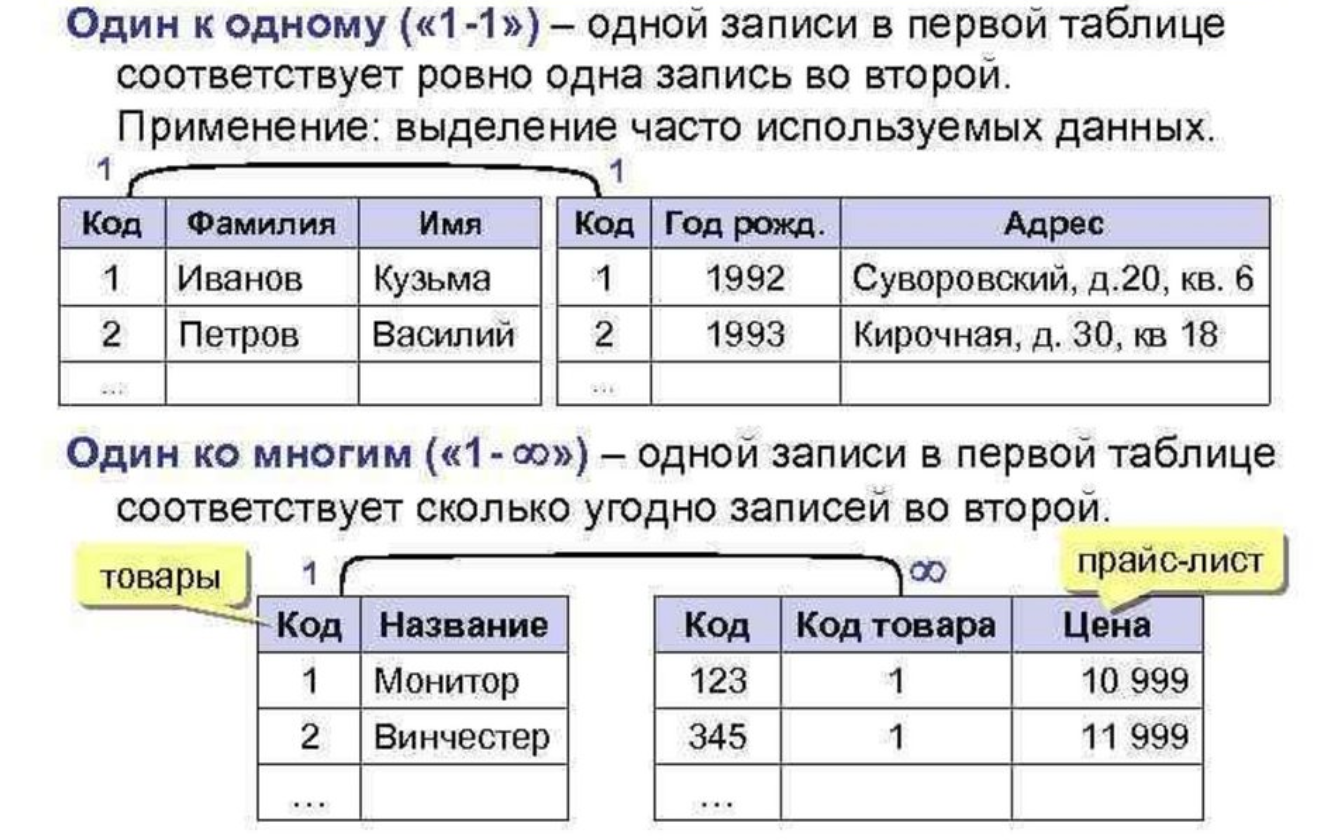 Один к одному («1-1») – одной записи в первой таблице
соответствует ровно одна запись во второй.
Применение: выделение часто используемых данных.
1 1
Код Фамилия Имя Код Год рожд. Адрес
1 Иванов Кузьма 1 1992 Суворовский, д.20, кв. 6
2 Петров Василий 2 1993 Кирочная, д. 30, кв 18
... ...
Один ко многим («1- ∞») – одной записи в первой таблице
соответствует сколько угодно записей во второй.
товары 1 ∞ прайс-лист
Код Название Код Код товара Цена
1 Монитор 123 1 10 999
2 Винчестер 345 1 11 999
... ...